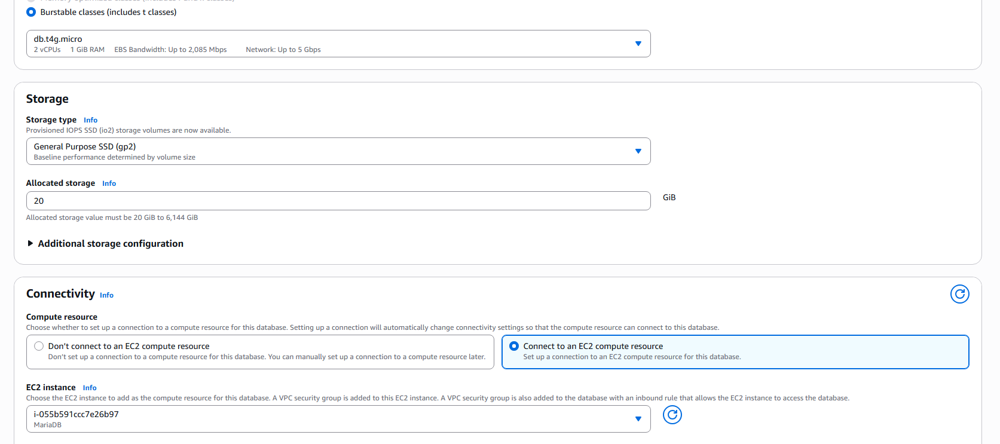 Memory optimized classes (includes r and x classes)
Burstable classes (includes t classes)
db.t4g.micro
2 vCPUs 1 GiB RAM EBS Bandwidth: Up to 2,085 Mbps Network: Up to 5 Gbps
Storage
Storage type Info
Provisioned IOPS SSD (io2) storage volumes are now available.
General Purpose SSD (gp2)
Baseline performance determined by volume size
Allocated storage Info
20 GiB
Allocated storage value must be 20 GiB to 6,144 GiB
Additional storage configuration
Connectivity Info
Compute resource
Choose whether to set up a connection to a compute resource for this database. Setting up a connection will automatically change connectivity settings so that the compute resource can connect to this database.
Don't connect to an EC2 compute resource
Don't set up a connection to a compute resource for this database. You can manually set up a connection to a compute resource later.
Connect to an EC2 compute resource
Set up a connection to an EC2 compute resource for this database.
EC2 instance Info
Choose the EC2 instance to add as the compute resource for this database. A VPC security group is added to this EC2 instance. A VPC security group is also added to the database with an inbound rule that allows the EC2 instance to access the database.
i-055b591ccc7e26b97
MariaDB